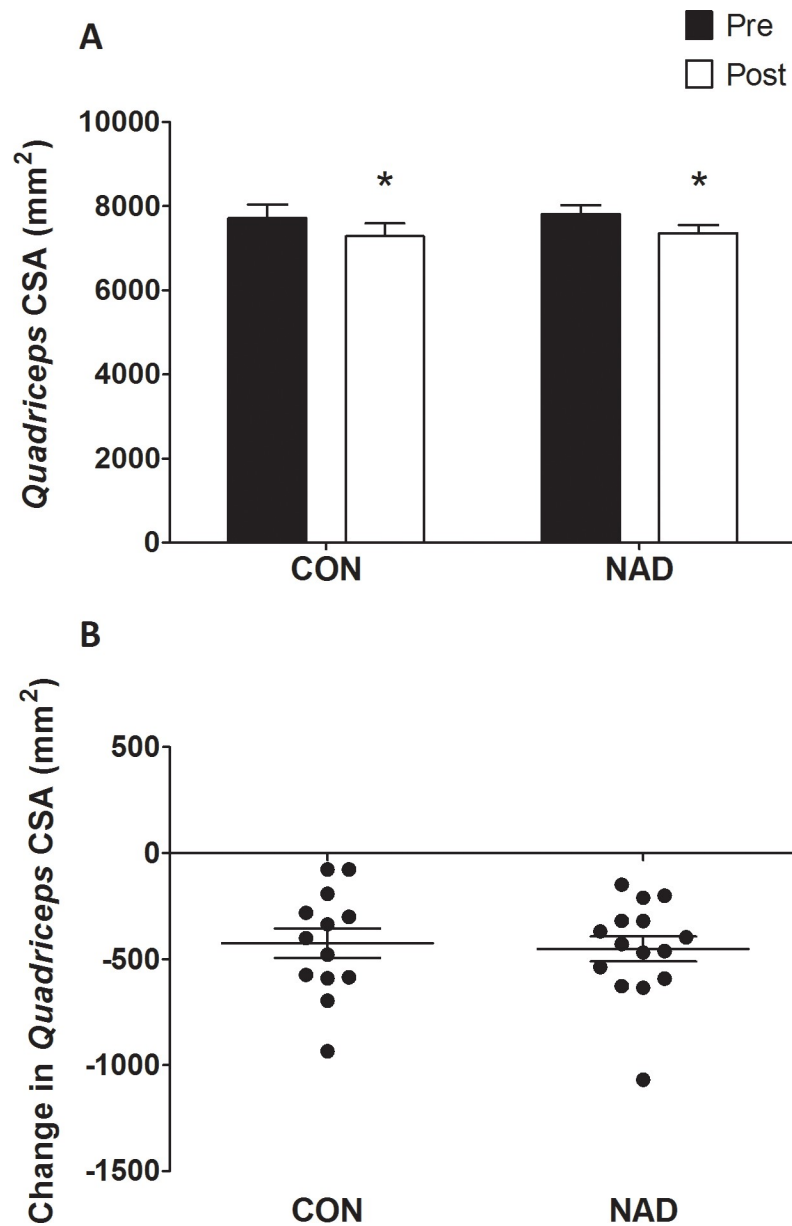 A
Pre
Post
Quadriceps CSA (mm²)
10000
8000
6000
4000
2000
0
* *
CON NAD
B
Change in Quadriceps CSA (mm²)
500
0
-500
-1000
-1500
CON NAD